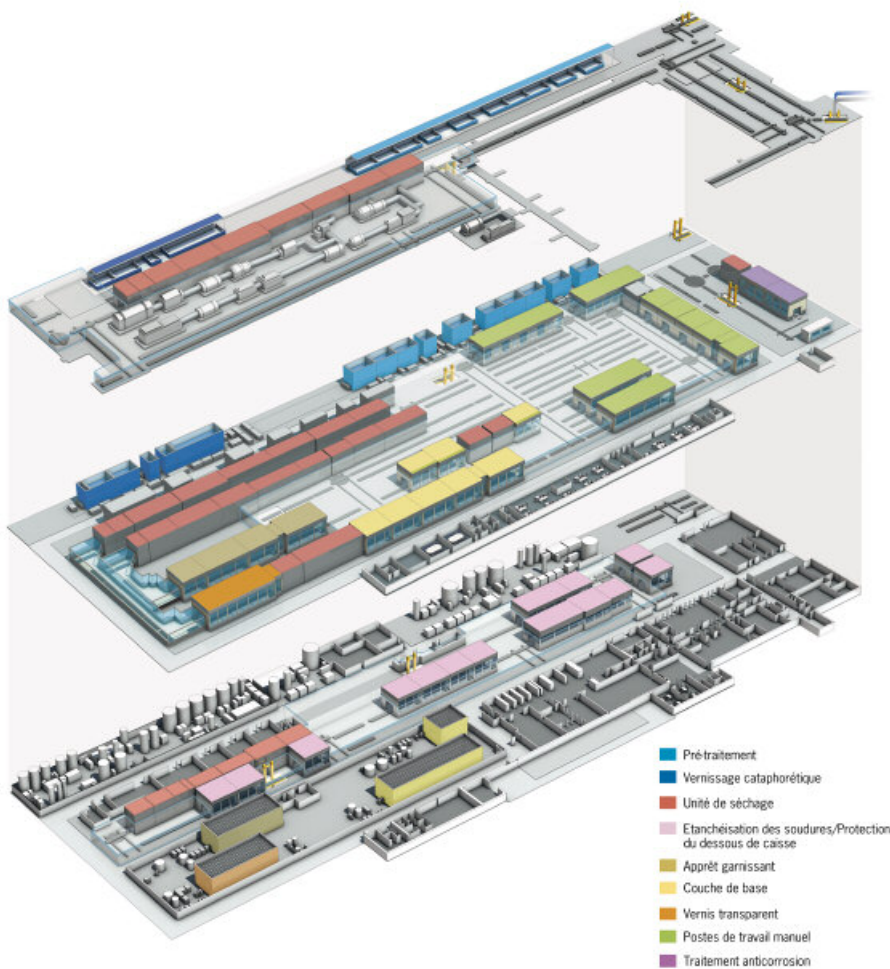 Pré-traitement
Vernissage cataphorétique
Unité de séchage
Etanchéisation des soudures/Protection
du dessous de caisse
Apprêt garnissant
Couche de base
Vernis transparent
Postes de travail manuel
Traitement anticorrosion